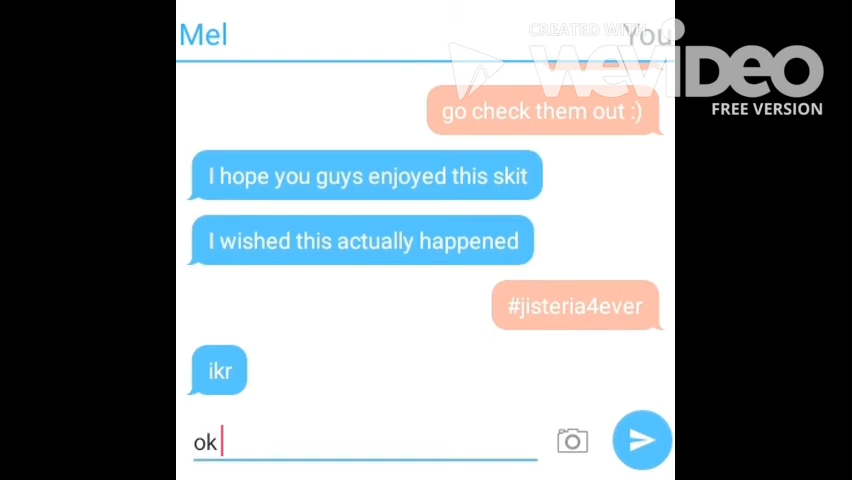 Mel
You
CREATED WITH
WeVideo
FREE VERSION
go check them out :)
I hope you guys enjoyed this skit
I wished this actually happened
#jisteria4ever
ikr
ok